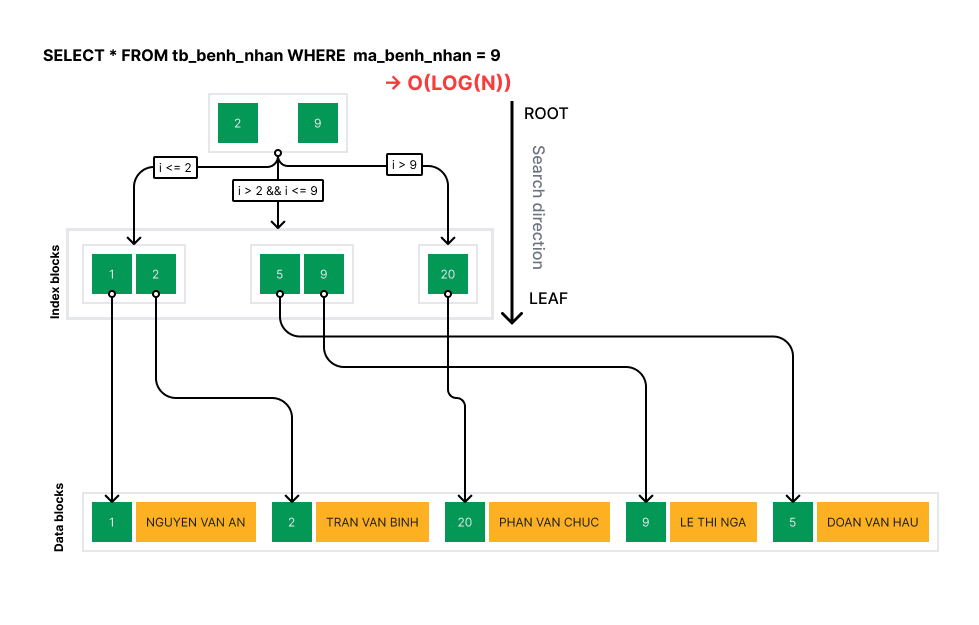 SELECT * FROM tb_benh_nhan WHERE ma_benh_nhan = 9
→ O(LOG(N))
ROOT
2 9
i <= 2
i > 2 && i <= 9
i > 9
Search direction
Index blocks
1 2 5 9 20
LEAF
Data blocks
1 NGUYEN VAN AN 2 TRAN VAN BINH 20 PHAN VAN CHUC 9 LE THI NGA 5 DOAN VAN HAU